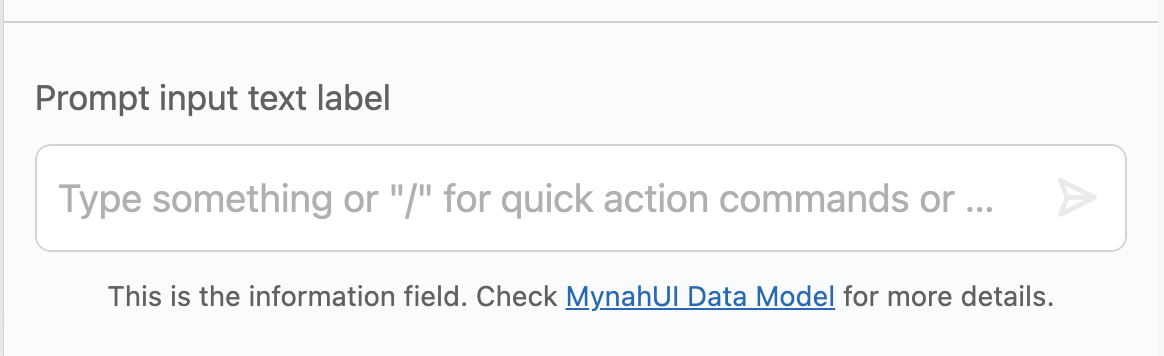 Prompt input text label
Type something or "/" for quick action commands or ...
This is the information field. Check MynahUI Data Model for more details.